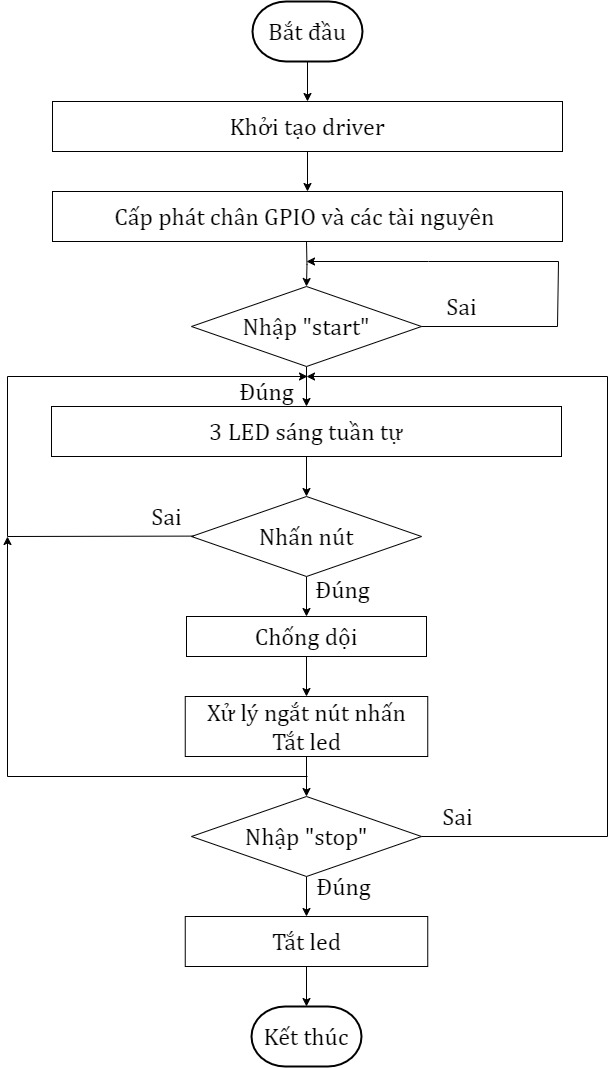 Bắt đầu
Khởi tạo driver
Cấp phát chân GPIO và các tài nguyên
Nhập "start"
Sai
Đúng
3 LED sáng tuần tự
Sai
Nhấn nút
Đúng
Chống dội
Xử lý ngắt nút nhấn
Tắt led
Nhập "stop"
Sai
Đúng
Tắt led
Kết thúc